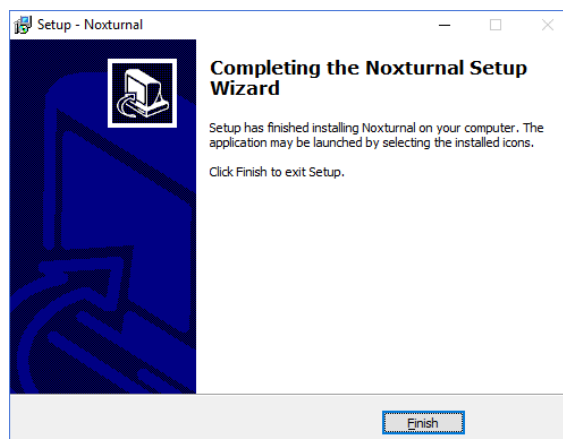 Setup - Noxturnal
Completing the Noxturnal Setup
Wizard
Setup has finished installing Noxturnal on your computer. The
application may be launched by selecting the installed icons.
Click Finish to exit Setup.
Finish